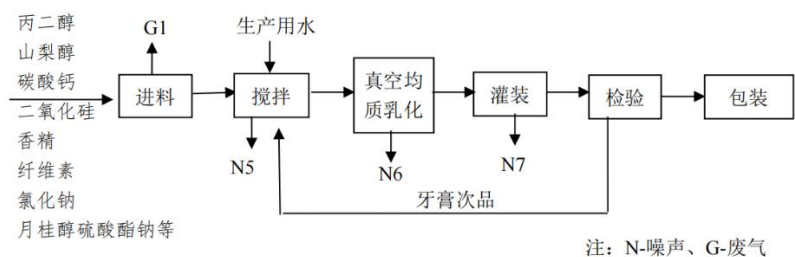 丙二醇
山梨醇
碳酸钙
二氧化硅
香精
纤维素
氯化钠
月桂醇硫酸酯钠等
G1
生产用水
进料
搅拌
真空均
质乳化
灌装
检验
包装
N5
N6
N7
牙膏次品
注：N-噪声、G-废气